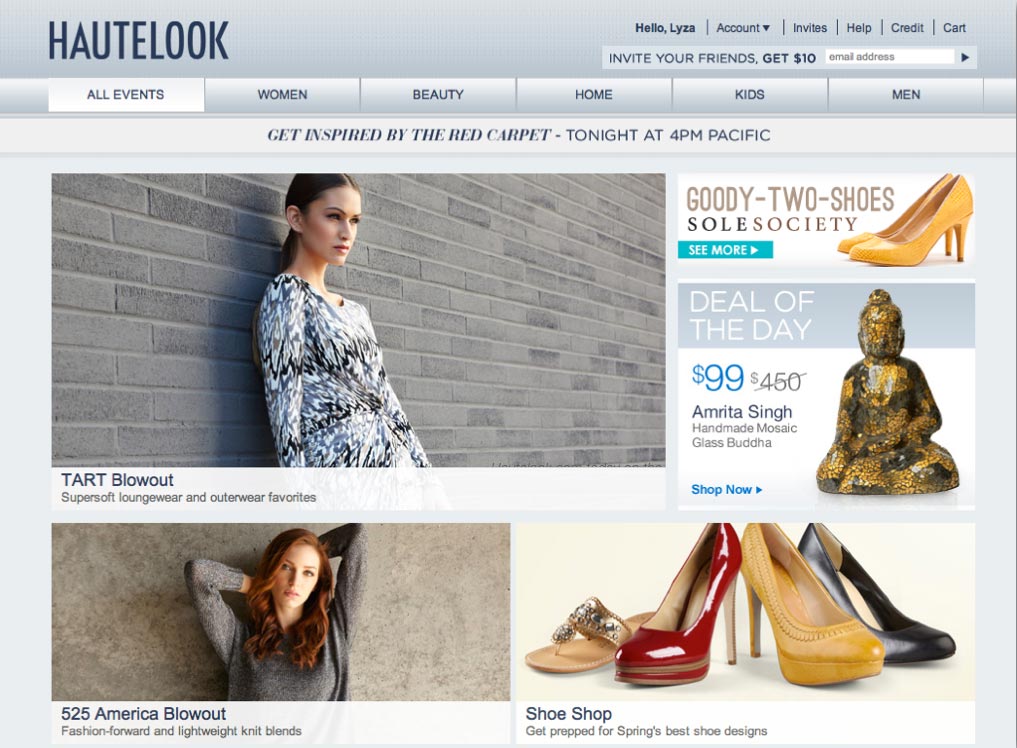 HAUTELOOK
Hello, Lyza
Account
Invites
Help
Credit
Cart
INVITE YOUR FRIENDS, GET $10
email address
ALL EVENTS
WOMEN
BEAUTY
HOME
KIDS
MEN
GET INSPIRED BY THE RED CARPET - TONIGHT AT 4PM PACIFIC
GOODY-TWO-SHOES
SOLESOCIETY
SEE MORE
DEAL OF
THE DAY
$99 $450
Amrita Singh
Handmade Mosaic
Glass Buddha
Shop Now
TART Blowout
Supersoft loungewear and outerwear favorites
525 America Blowout
Fashion-forward and lightweight knit blends
Shoe Shop
Get prepped for Spring's best shoe designs